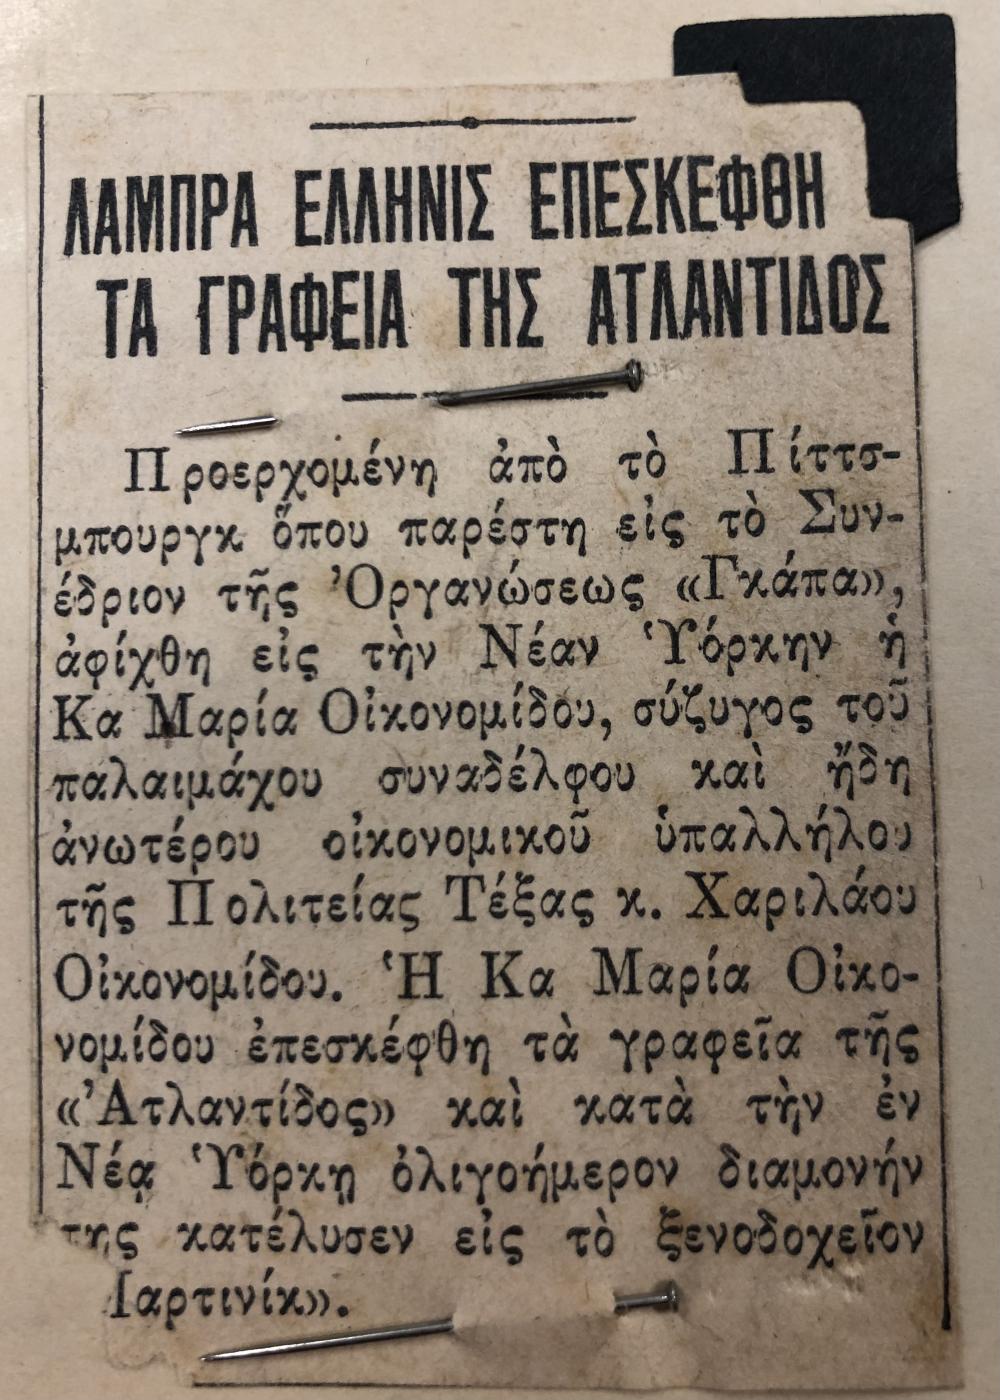 ΛΑΜΠΡΑ ΕΛΛΗΝΙΣ ΕΠΕΣΚΕΦΘΗ
ΤΑ ΓΡΑΦΕΙΑ ΤΗΣ ΑΤΛΑΝΤΙΔΟΣ
Προερχομένη ἀπὸ τὸ Πίττσ-
μπουργκ ὅπου παρέστη εἰς τὸ Συν-
έδριον τῆς Ὀργανώσεως «Γκάπα»,
ἀφίχθη εἰς τὴν Νέαν Ὑόρκην ἡ
Κα Μαρία Οἰκονομίδου, σύζυγος τοῦ
παλαιμάχου συναδέλφου καὶ ἤδη
ἀνωτέρου οἰκονομικοῦ ὑπαλλήλου
τῆς Πολιτείας Τέξας κ. Χαριλάου
Οἰκονομίδου. Ἡ Κα Μαρία Οἰκο-
νομίδου ἐπεσκέφθη τὰ γραφεῖα τῆς
«Ἀτλαντίδος» καὶ κατὰ τὴν ἐν
Νέᾳ Ὑόρκῃ ὀλιγοήμερον διαμονήν
της κατέλυσεν εἰς τὸ ξενοδοχεῖον
αρτινίκ».